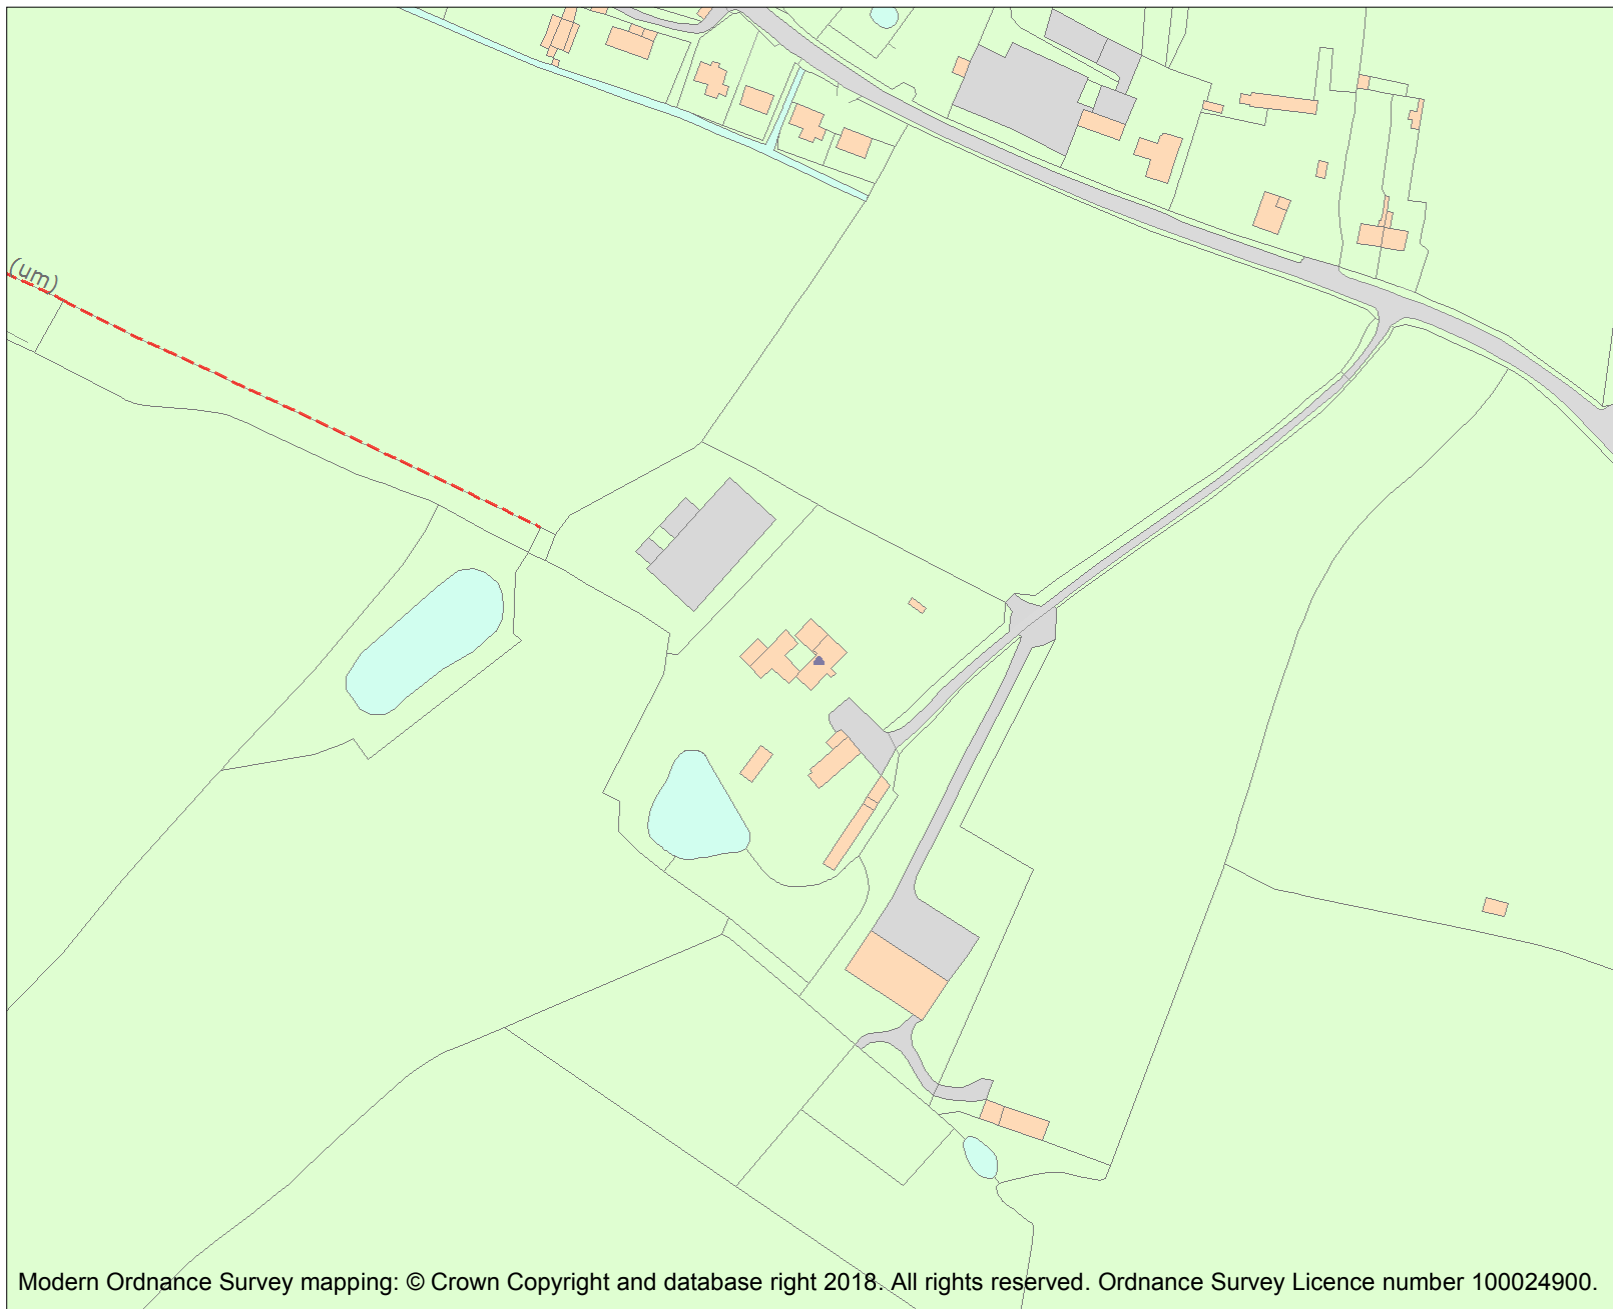 (um)
Modern Ordnance Survey mapping: © Crown Copyright and database right 2018. All rights reserved. Ordnance Survey Licence number 100024900.